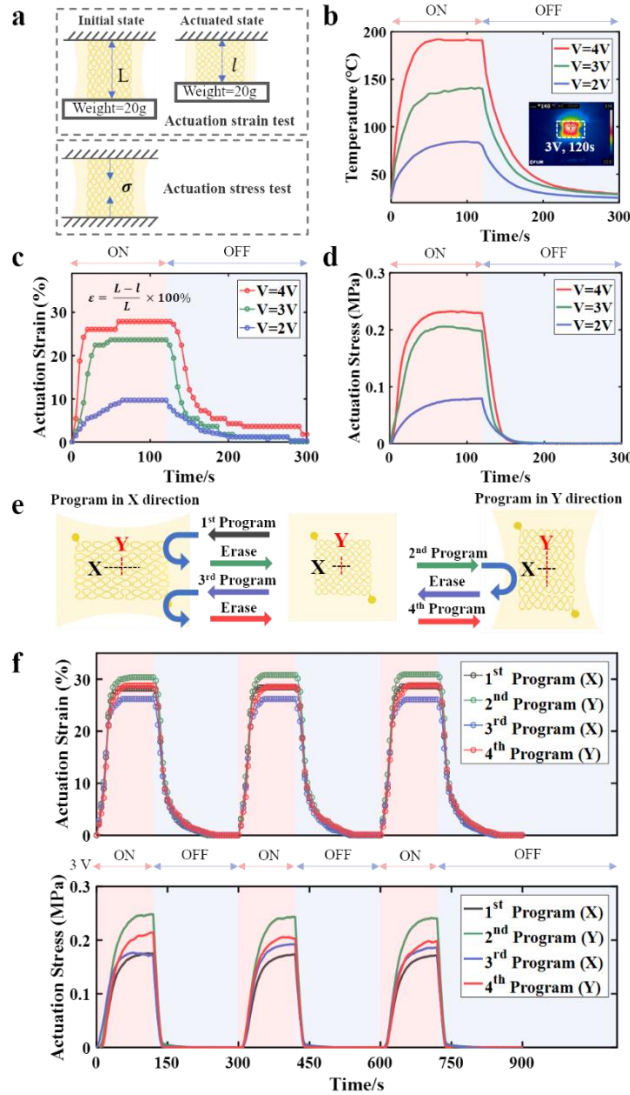 a
Initial state
Actuated state
L
l
Weight=20g
Weight=20g
Actuation strain test
σ
Actuation stress test
b
ON
OFF
Temperature (°C)
200
150
100
50
V=4V
V=3V
V=2V
3V, 120s
0
100
200
300
Time/s
c
ON
OFF
Actuation Strain (%)
30
20
10
0
ε = (L − l)/L × 100%
V=4V
V=3V
V=2V
0
100
200
300
Time/s
d
ON
OFF
Actuation Stress (MPa)
0.3
0.2
0.1
0
V=4V
V=3V
V=2V
0
100
200
300
Time/s
e
Program in X direction
Program in Y direction
Y
X
1st Program
Erase
3rd Program
Erase
Y
X
2nd Program
Erase
4th Program
Y
X
f
Actuation Strain (%)
30
20
10
0
1st Program (X)
2nd Program (Y)
3rd Program (X)
4th Program (Y)
3 V
ON
OFF
ON
OFF
ON
OFF
Actuation Stress (MPa)
0.3
0.2
0.1
0
1st Program (X)
2nd Program (Y)
3rd Program (X)
4th Program (Y)
0
150
300
450
600
750
900
Time/s